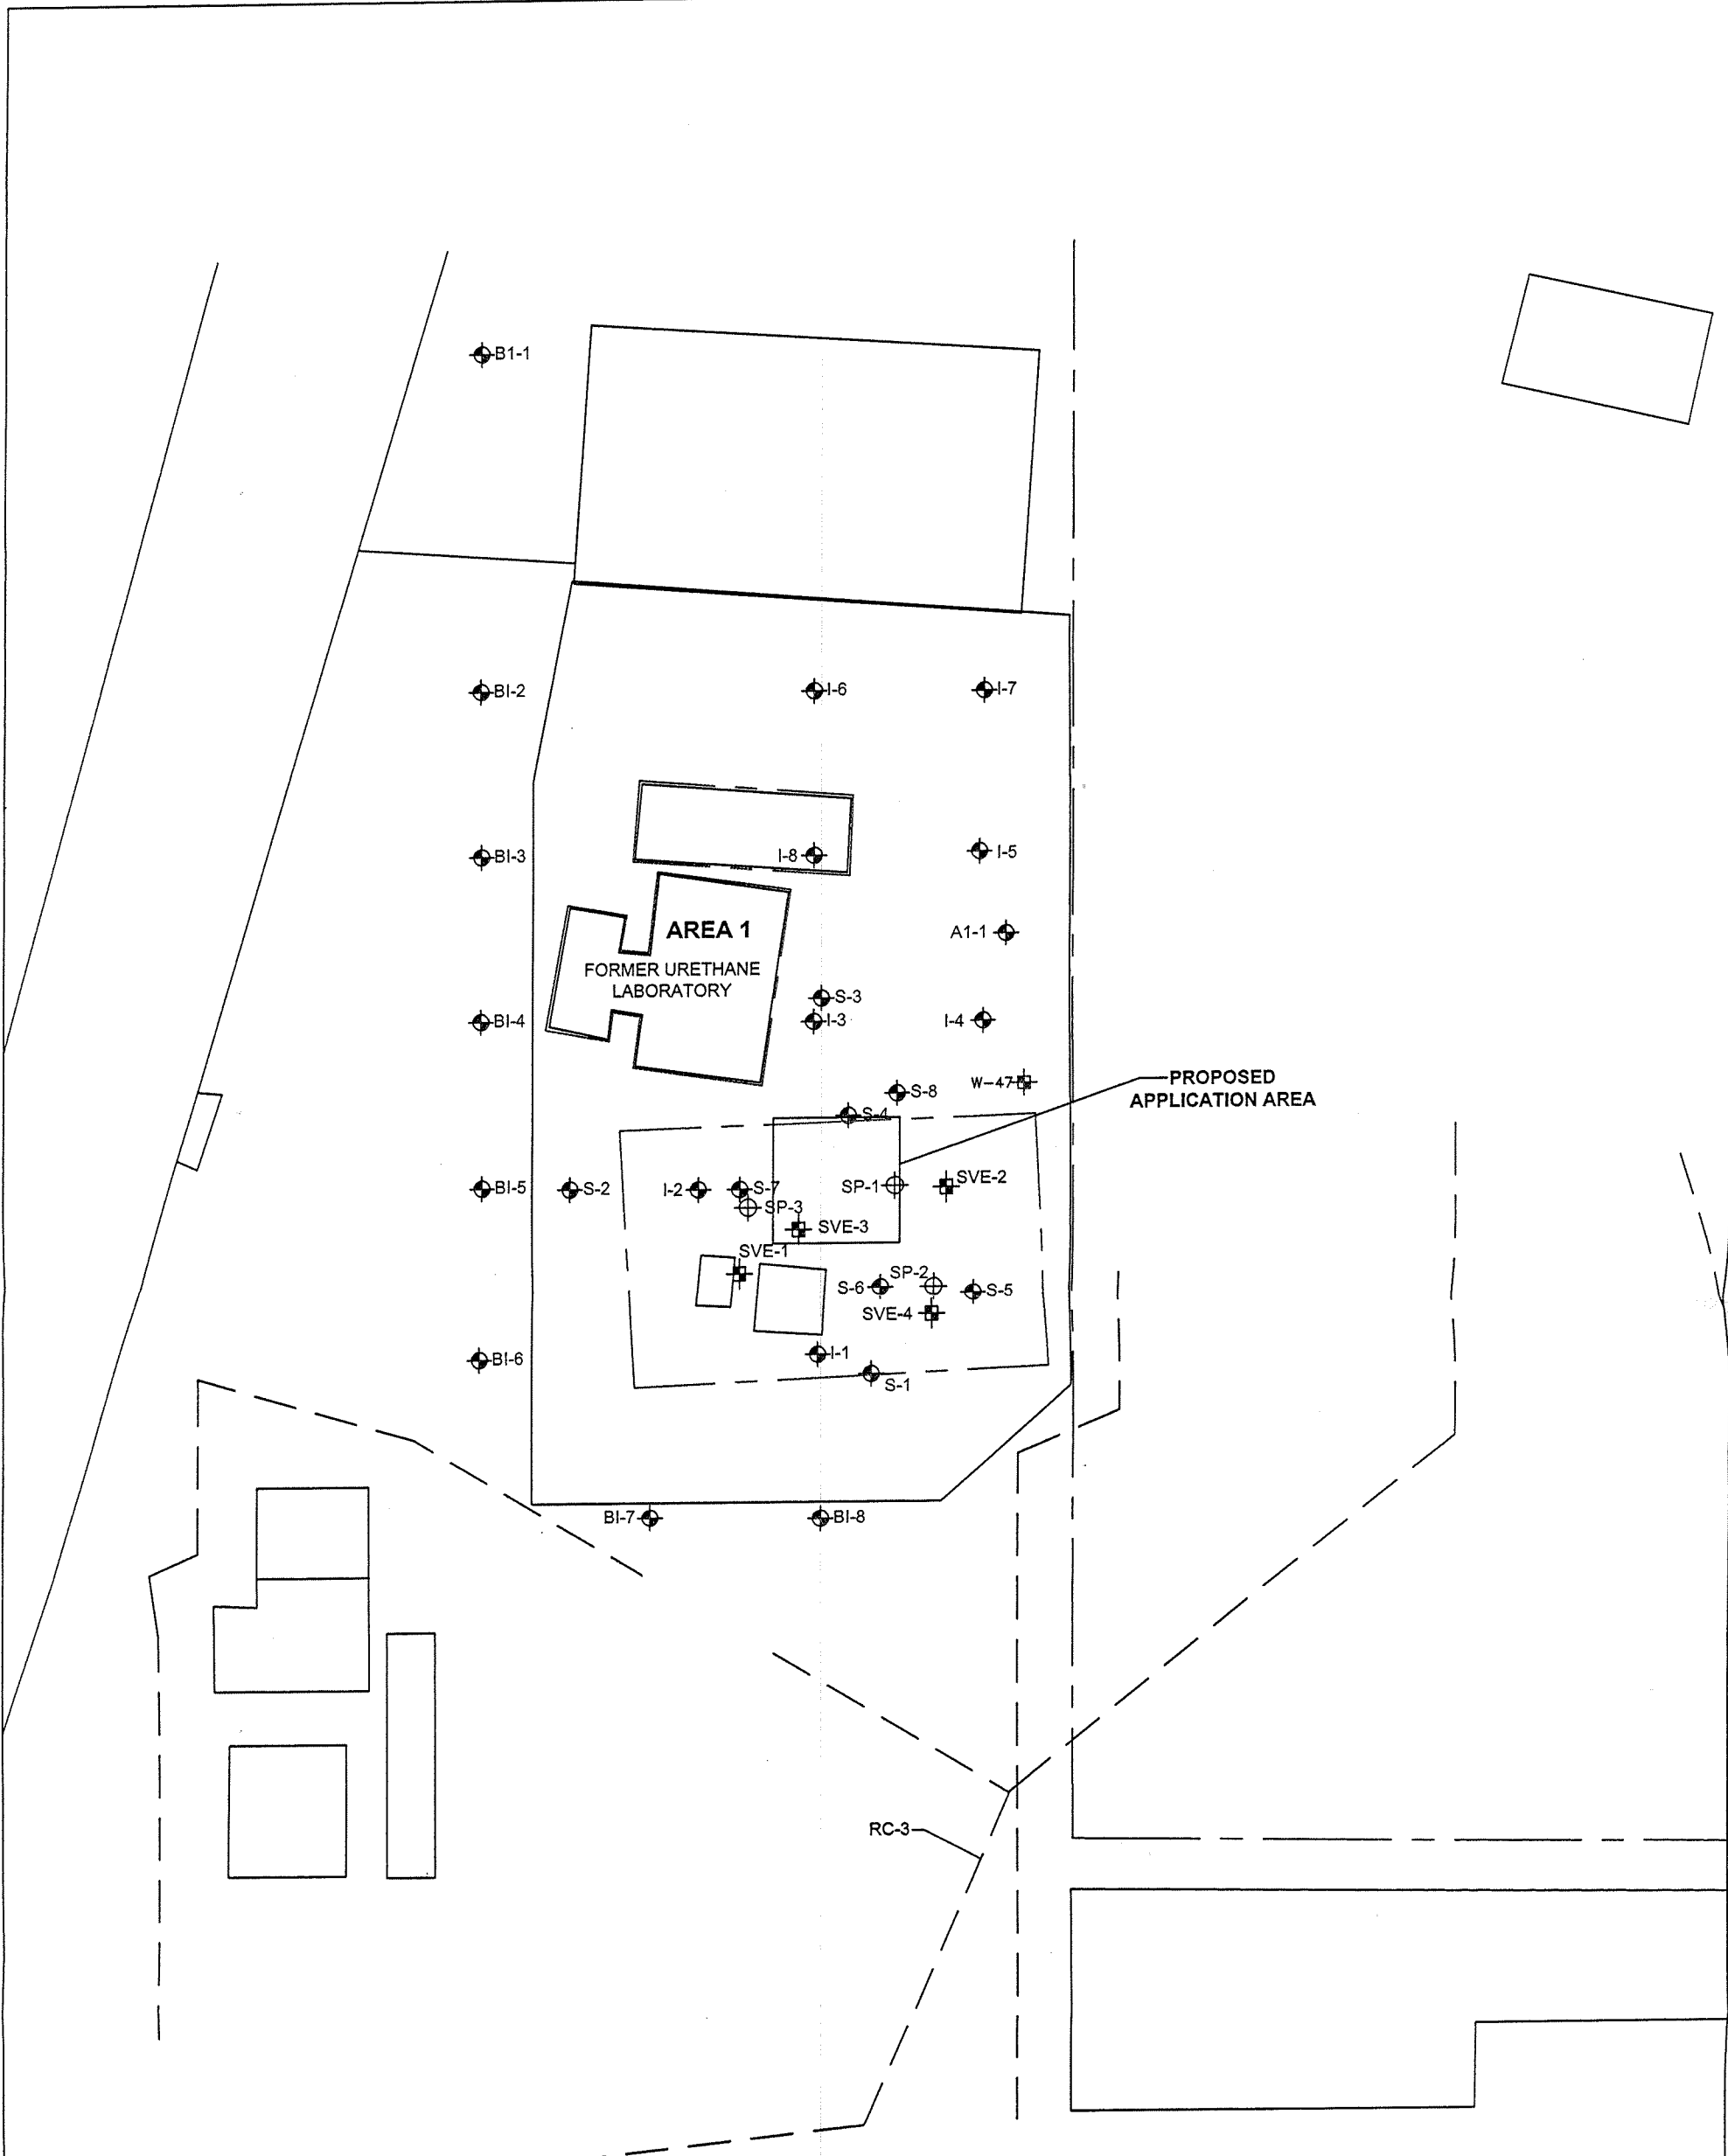 B1-1
BI-2
I-6
I-7
BI-3
I-8
I-5
AREA 1
A1-1
FORMER URETHANE
LABORATORY
S-3
BI-4
I-3
I-4
W-47
PROPOSED
APPLICATION AREA
S-8
S-4
BI-5
S-2
I-2
S-7
SP-1
SVE-2
SP-3
SVE-3
SVE-1
SP-2
S-6
S-5
SVE-4
BI-6
I-1
S-1
BI-7
BI-8
RC-3